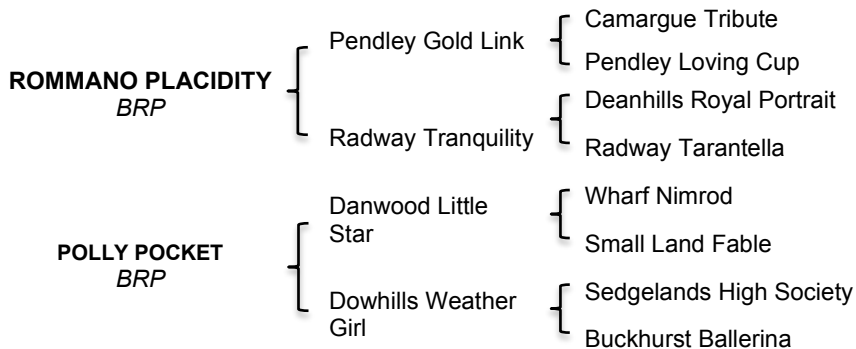 ROMMANO PLACIDITY
BRP
Pendley Gold Link
Camargue Tribute
Pendley Loving Cup
Radway Tranquility
Deanhills Royal Portrait
Radway Tarantella
POLLY POCKET
BRP
Danwood Little
Star
Wharf Nimrod
Small Land Fable
Dowhills Weather
Girl
Sedgelands High Society
Buckhurst Ballerina